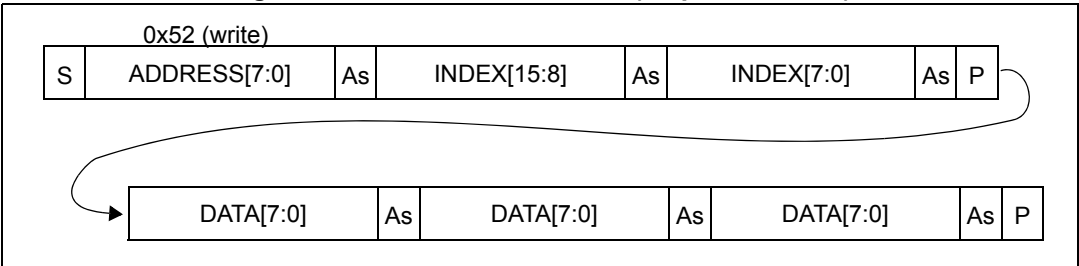 0x52 (write)
S ADDRESS[7:0] As INDEX[15:8] As INDEX[7:0] As P
DATA[7:0] As DATA[7:0] As DATA[7:0] As P